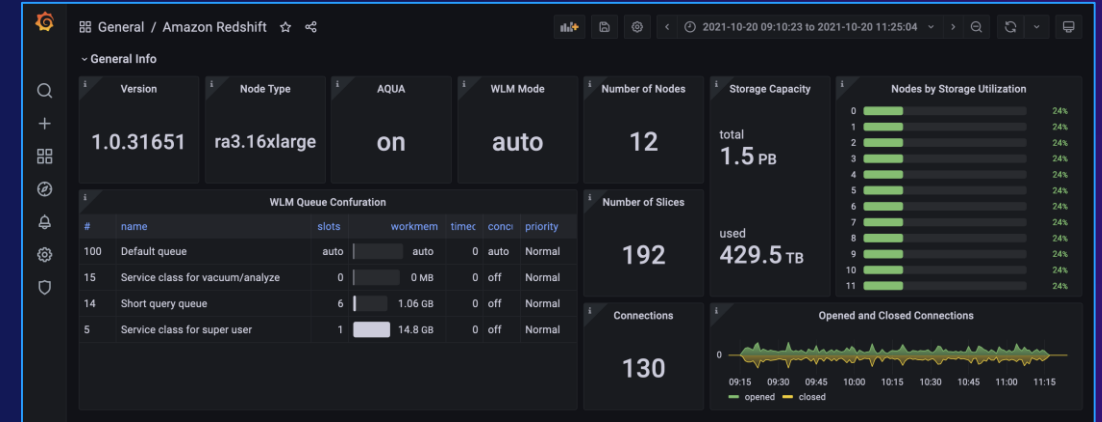 General / Amazon Redshift
2021-10-20 09:10:23 to 2021-10-20 11:25:04
General Info
Version
1.0.31651
Node Type
ra3.16xlarge
AQUA
on
WLM Mode
auto
Number of Nodes
12
Storage Capacity
total
1.5 PB
used
429.5 TB
Nodes by Storage Utilization
0 24%
1 24%
2 24%
3 24%
4 24%
5 24%
6 24%
7 24%
8 24%
9 24%
10 24%
11 24%
WLM Queue Confuration
# name slots workmem timec conc priority
100 Default queue auto auto 0 auto Normal
15 Service class for vacuum/analyze 0 0 MB 0 off Normal
14 Short query queue 6 1.06 GB 0 off Normal
5 Service class for super user 1 14.8 GB 0 off Normal
Number of Slices
192
Connections
130
Opened and Closed Connections
0
09:15 09:30 09:45 10:00 10:15 10:30 10:45 11:00 11:15
opened closed